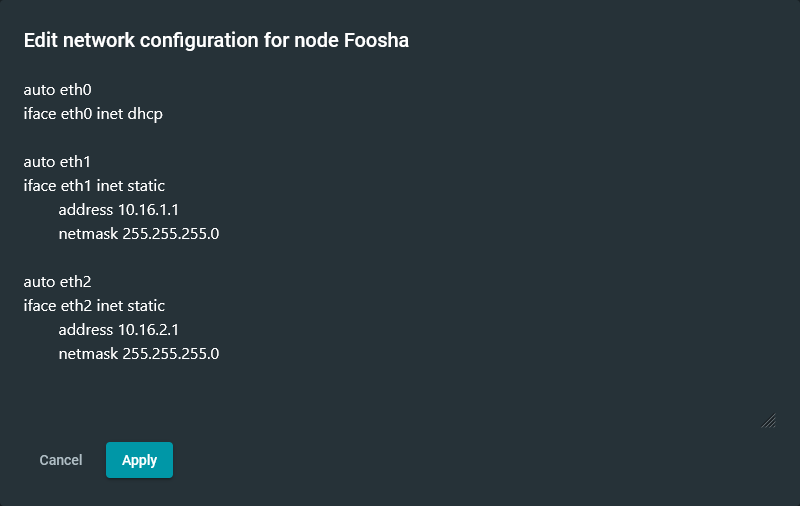 Edit network configuration for node Foosha
auto eth0
iface eth0 inet dhcp
auto eth1
iface eth1 inet static
address 10.16.1.1
netmask 255.255.255.0
auto eth2
iface eth2 inet static
address 10.16.2.1
netmask 255.255.255.0
Cancel Apply